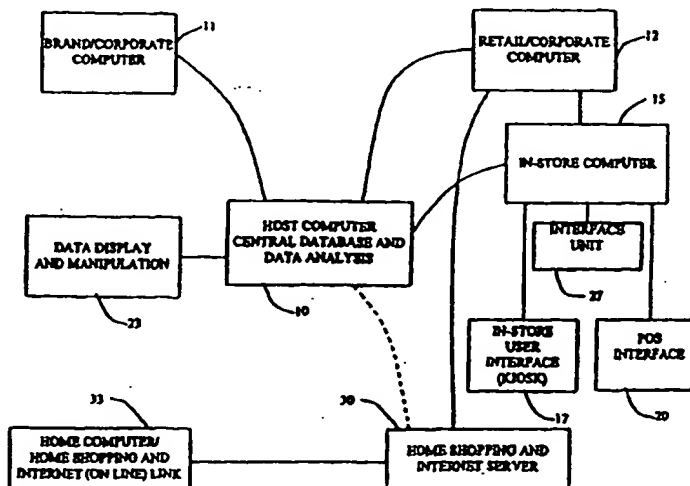 11
BRAND/CORPORATE
COMPUTER
RETAIL/CORPORATE
COMPUTER
12
15
IN-STORE COMPUTER
HOST COMPUTER
CENTRAL DATABASE AND
DATA ANALYSIS
10
DATA DISPLAY
AND MANIPULATION
23
INTERFACE
UNIT
27
IN-STORE
USER
INTERFACE
(KIOSK)
17
POS
INTERFACE
20
33
HOME COMPUTER/
HOME SHOPPING AND
INTERNET (ON LINE) LINK
30
HOME SHOPPING AND
INTERNET SERVER